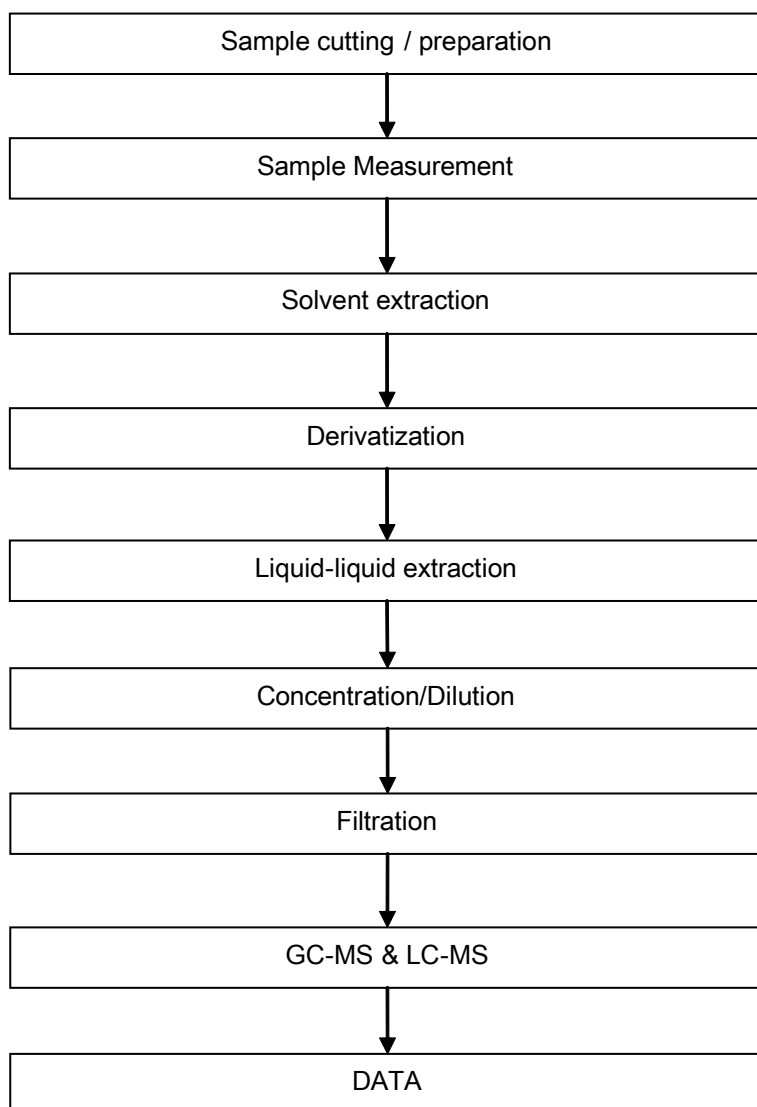 Sample cutting / preparation
Sample Measurement
Solvent extraction
Derivatization
Liquid-liquid extraction
Concentration/Dilution
Filtration
GC-MS & LC-MS
DATA